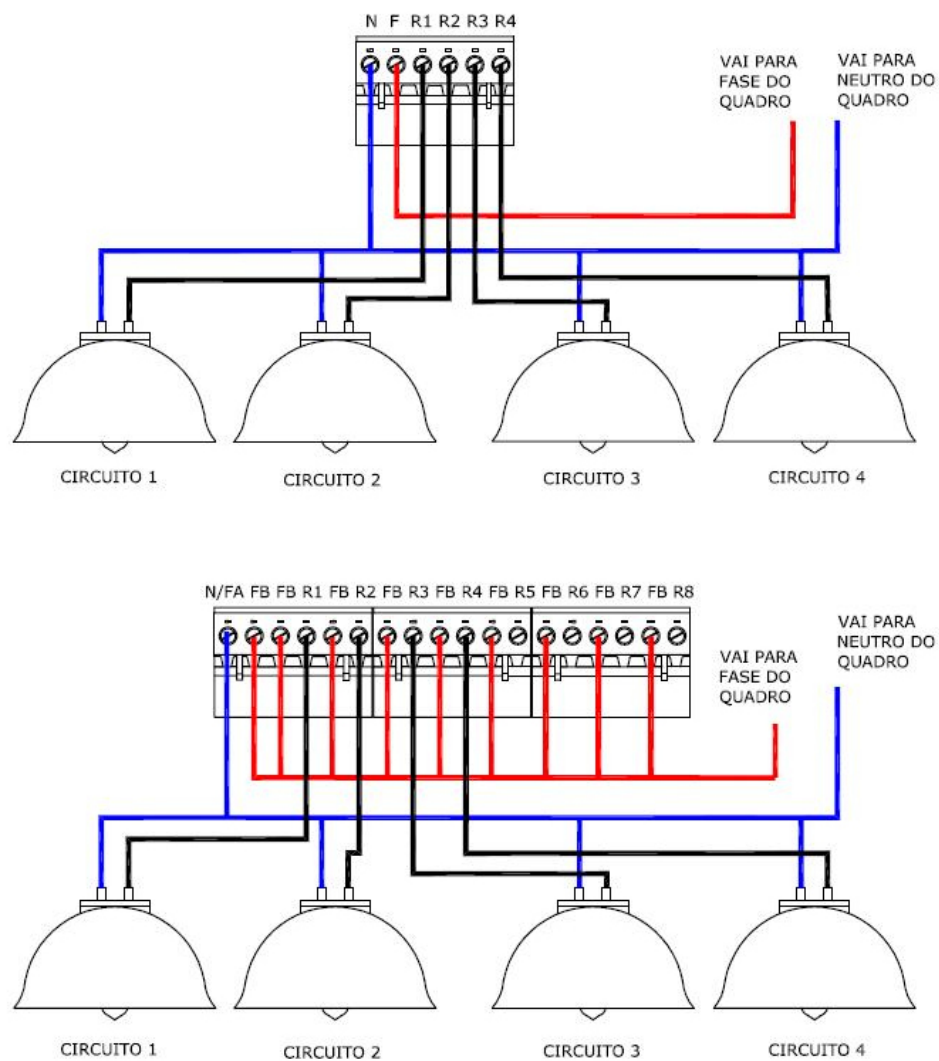 N F R1 R2 R3 R4
VAI PARA
FASE DO
QUADRO
VAI PARA
NEUTRO DO
QUADRO
CIRCUITO 1
CIRCUITO 2
CIRCUITO 3
CIRCUITO 4
N/FA FB FB R1 FB R2 FB R3 FB R4 FB R5 FB R6 FB R7 FB R8
VAI PARA
FASE DO
QUADRO
VAI PARA
NEUTRO DO
QUADRO
CIRCUITO 1
CIRCUITO 2
CIRCUITO 3
CIRCUITO 4